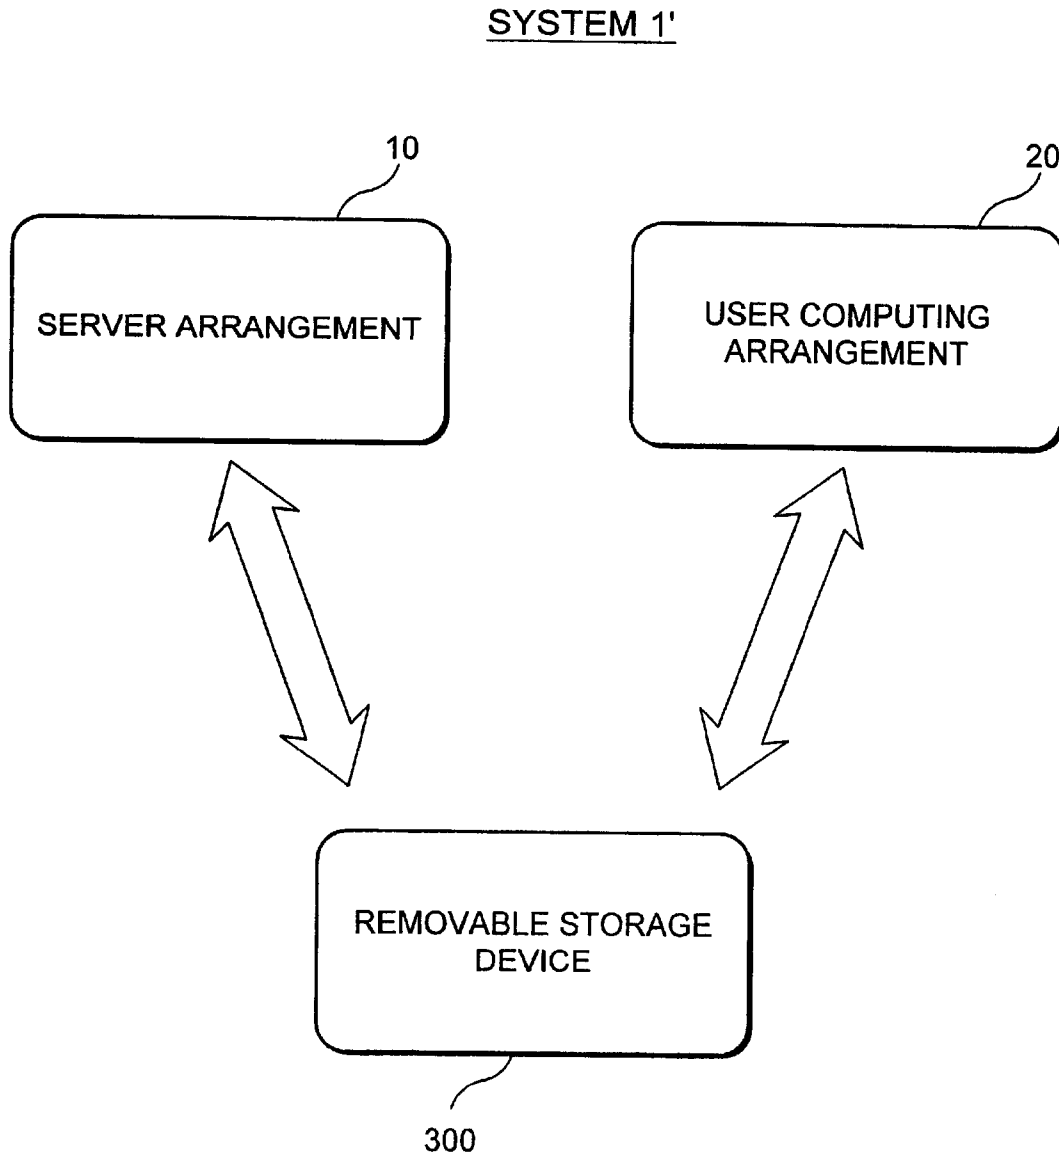 SYSTEM 1'
10
20
SERVER ARRANGEMENT
USER COMPUTING
ARRANGEMENT
REMOVABLE STORAGE
DEVICE
300